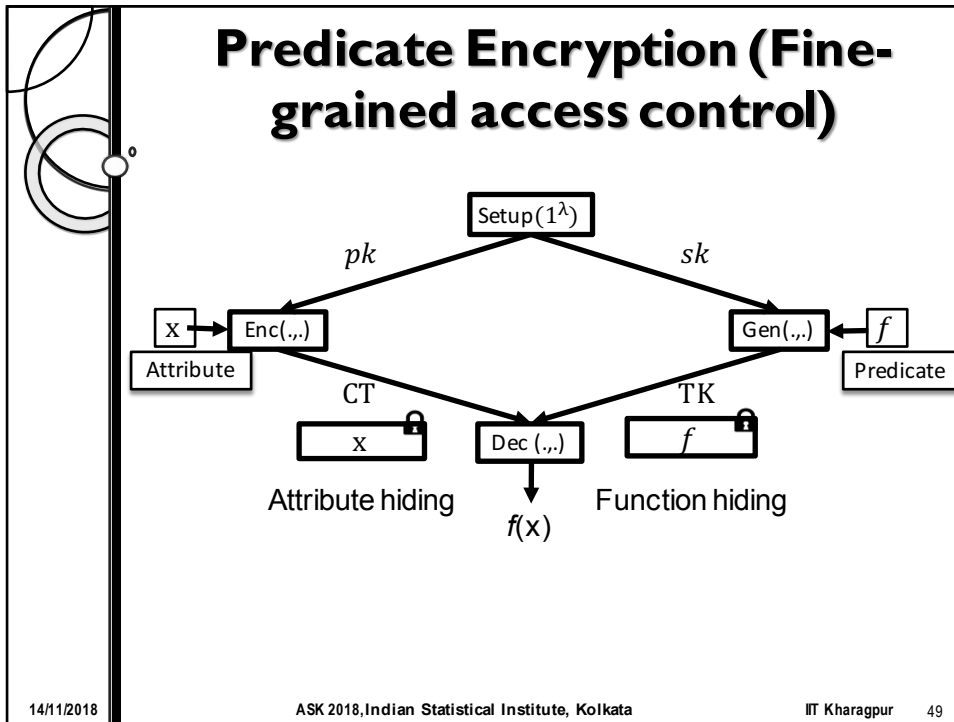 Predicate Encryption (Fine-
grained access control)
Setup(1^λ)
pk
sk
x
Enc(.,.)
Gen(.,.)
f
Attribute
Predicate
CT
TK
x
Dec (.,.)
f
Attribute hiding
Function hiding
f(x)
14/11/2018
ASK 2018, Indian Statistical Institute, Kolkata
IIT Kharagpur
49